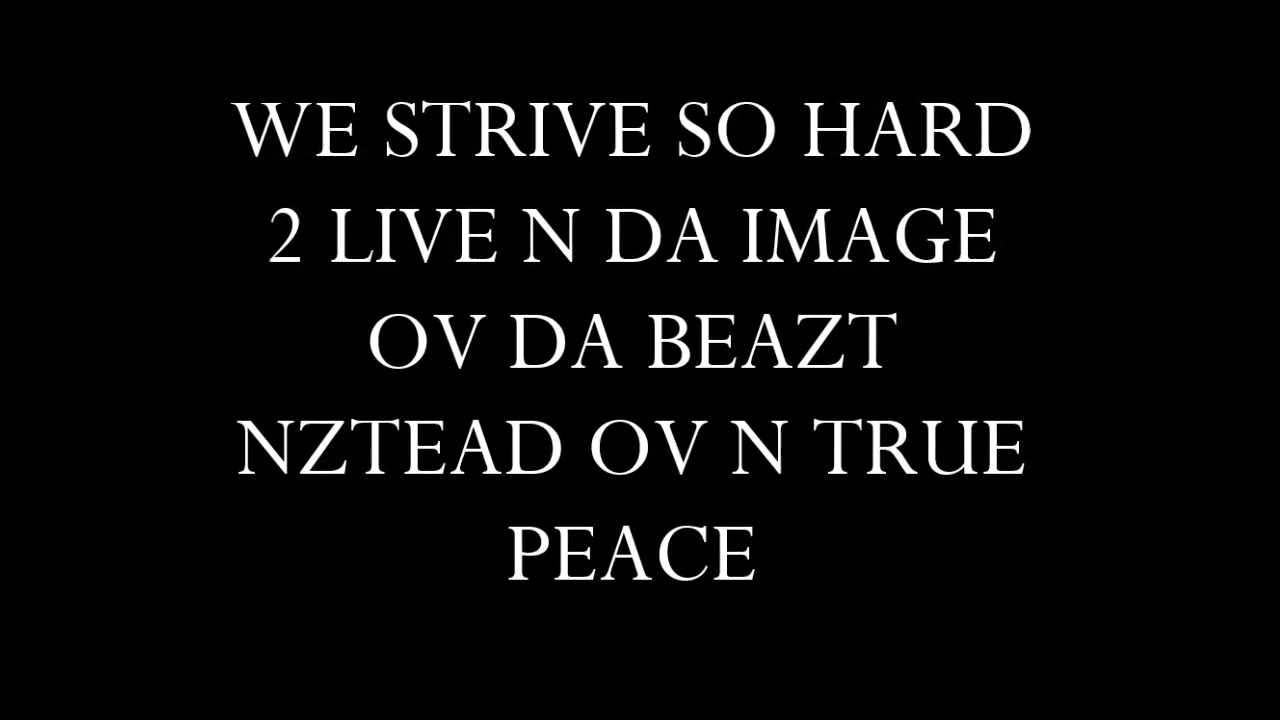 WE STRIVE SO HARD
2 LIVE N DA IMAGE
OV DA BEAZT
NZTEAD OV N TRUE
PEACE